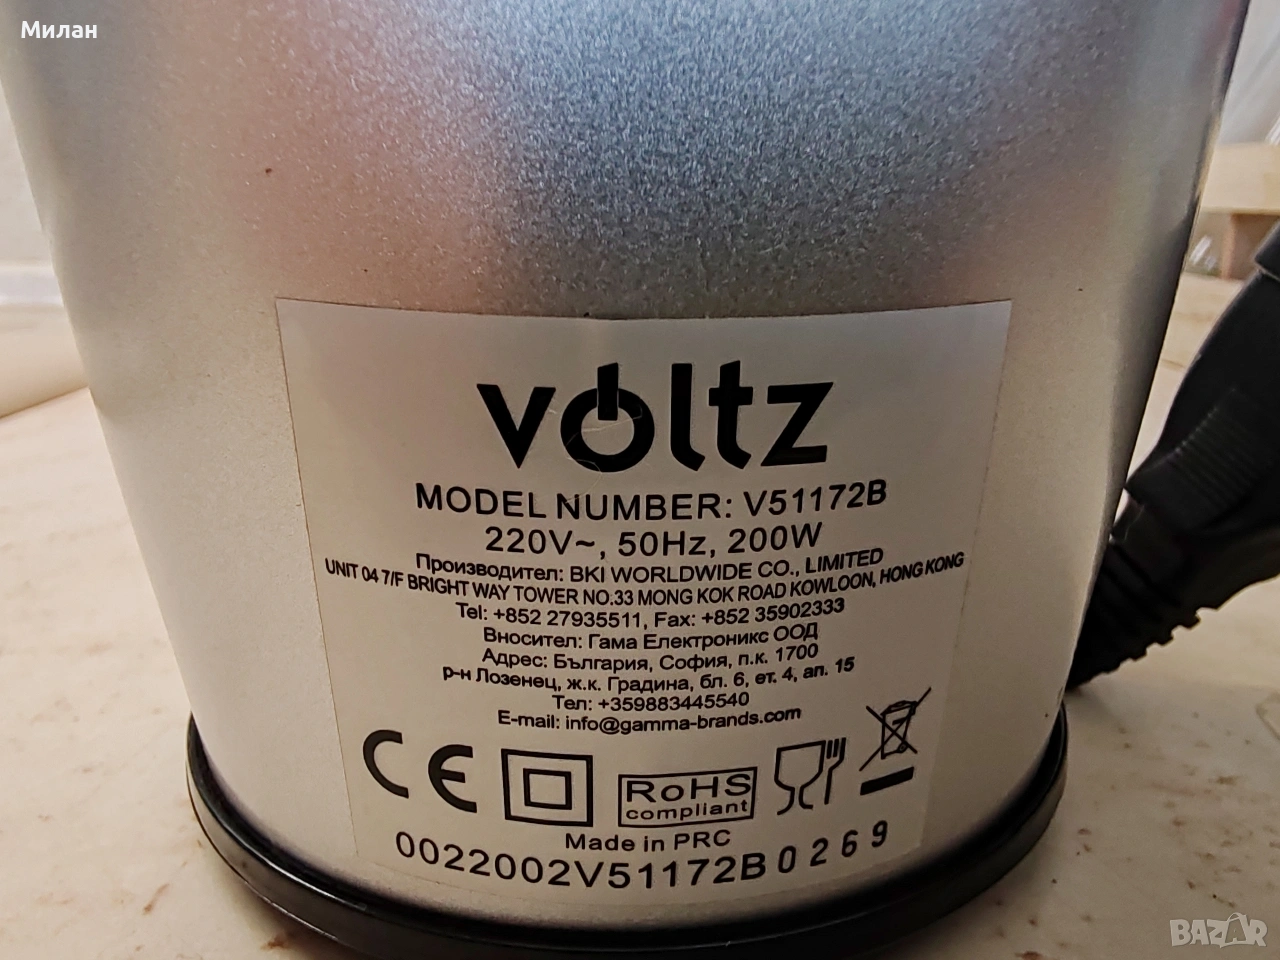 Милан
voltz
MODEL NUMBER: V51172B
220V~, 50Hz, 200W
Производител: BKI WORLDWIDE CO., LIMITED
UNIT 04 7/F BRIGHT WAY TOWER NO.33 MONG KOK ROAD KOWLOON, HONG KONG
Tel: +852 27935511, Fax: +852 35902333
Вносител: Гама Електроникс ООД
Адрес: България, София, п.к. 1700
р-н Лозенец, ж.к. Градина, бл. 6, ет. 4, ап. 15
Тел: +359883445540
E-mail: info@gamma-brands.com
CE
RoHS
compliant
Made in PRC
0022002V51172B0269
BAZAR